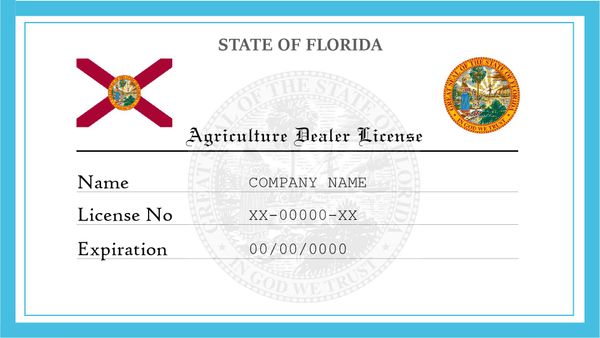 STATE OF FLORIDA
GREAT SEAL OF THE STATE OF FLORIDA
IN GOD WE TRUST
Agriculture Dealer License
Name COMPANY NAME
License No XX-00000-XX
Expiration 00/00/0000
GREAT SEAL OF THE STATE OF FLORIDA
IN GOD WE TRUST